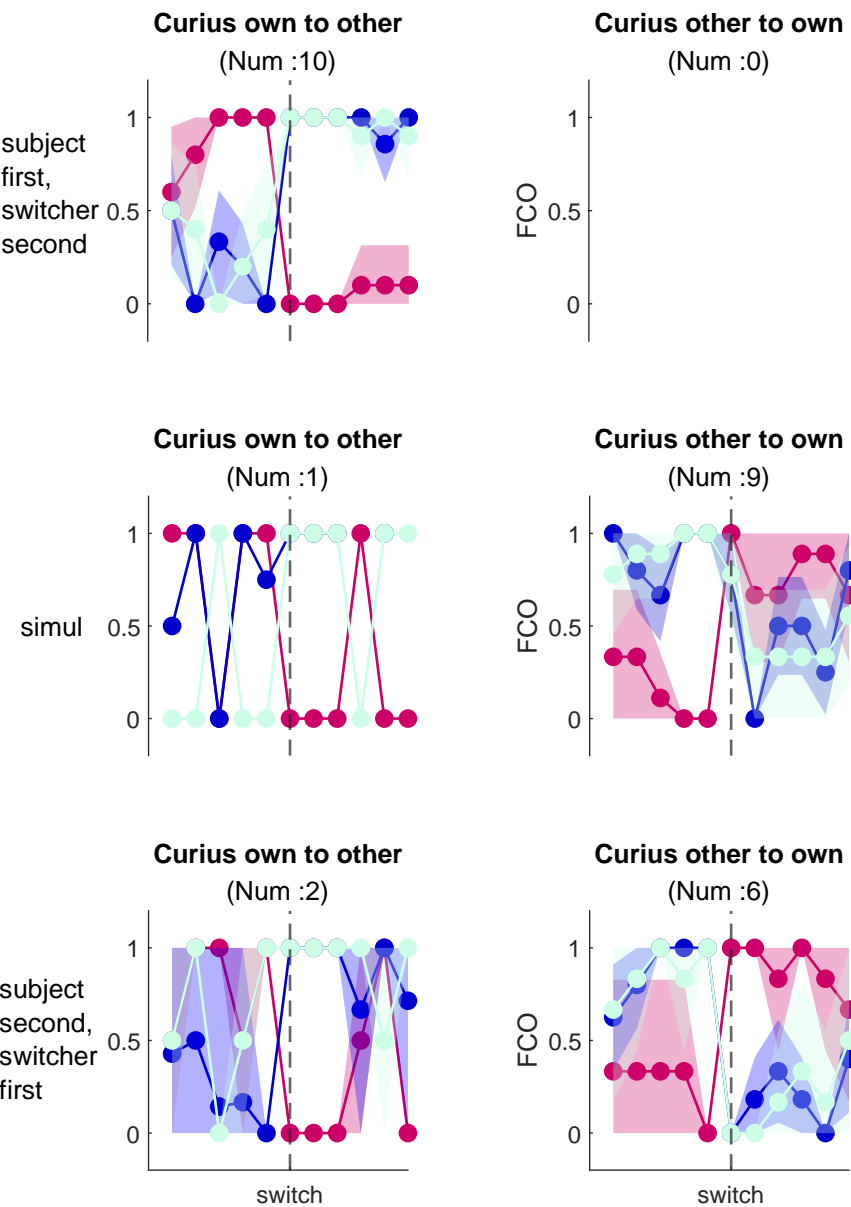 Curius own to other
(Num :10)
Curius other to own
(Num :0)
subject
first,
switcher
second
1
0.5
0
FCO
1
0.5
0
Curius own to other
(Num :1)
Curius other to own
(Num :9)
simul
1
0.5
0
FCO
1
0.5
0
Curius own to other
(Num :2)
Curius other to own
(Num :6)
subject
second,
switcher
first
1
0.5
0
switch
FCO
1
0.5
0
switch